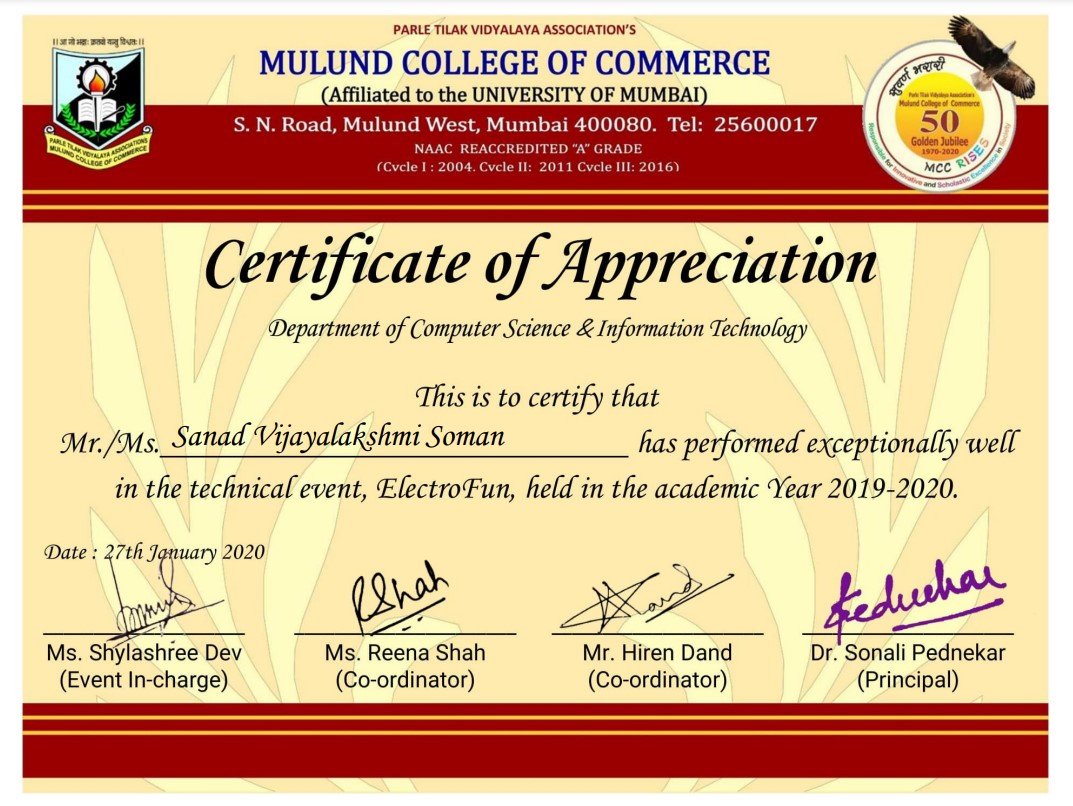 || आ नो भद्राः क्रतवो यन्तु विश्वतः ||
PARLE TILAK VIDYALAYA ASSOCIATION'S
MULUND COLLEGE OF COMMERCE
(Affiliated to the UNIVERSITY OF MUMBAI)
S. N. Road, Mulund West, Mumbai 400080. Tel: 25600017
NAAC REACCREDITED "A" GRADE
(Cycle I : 2004, Cycle II: 2011 Cycle III: 2016)
PARLE TILAK VIDYALAYA ASSOCIATION'S
MULUND COLLEGE OF COMMERCE
सुवर्ण भरारी
Parle Tilak Vidyalaya Association's
Mulund College of Commerce
50
Golden Jubilee
1970-2020
MCC RISES
Responsible for Innovative and Scholastic Excellence in Society
Certificate of Appreciation
Department of Computer Science & Information Technology
This is to certify that
Mr./Ms. Sanad Vijayalakshmi Soman has performed exceptionally well
in the technical event, ElectroFun, held in the academic Year 2019-2020.
Date : 27th January 2020
RShah
Pednekar
Ms. Shylashree Dev Ms. Reena Shah Mr. Hiren Dand Dr. Sonali Pednekar
(Event In-charge) (Co-ordinator) (Co-ordinator) (Principal)